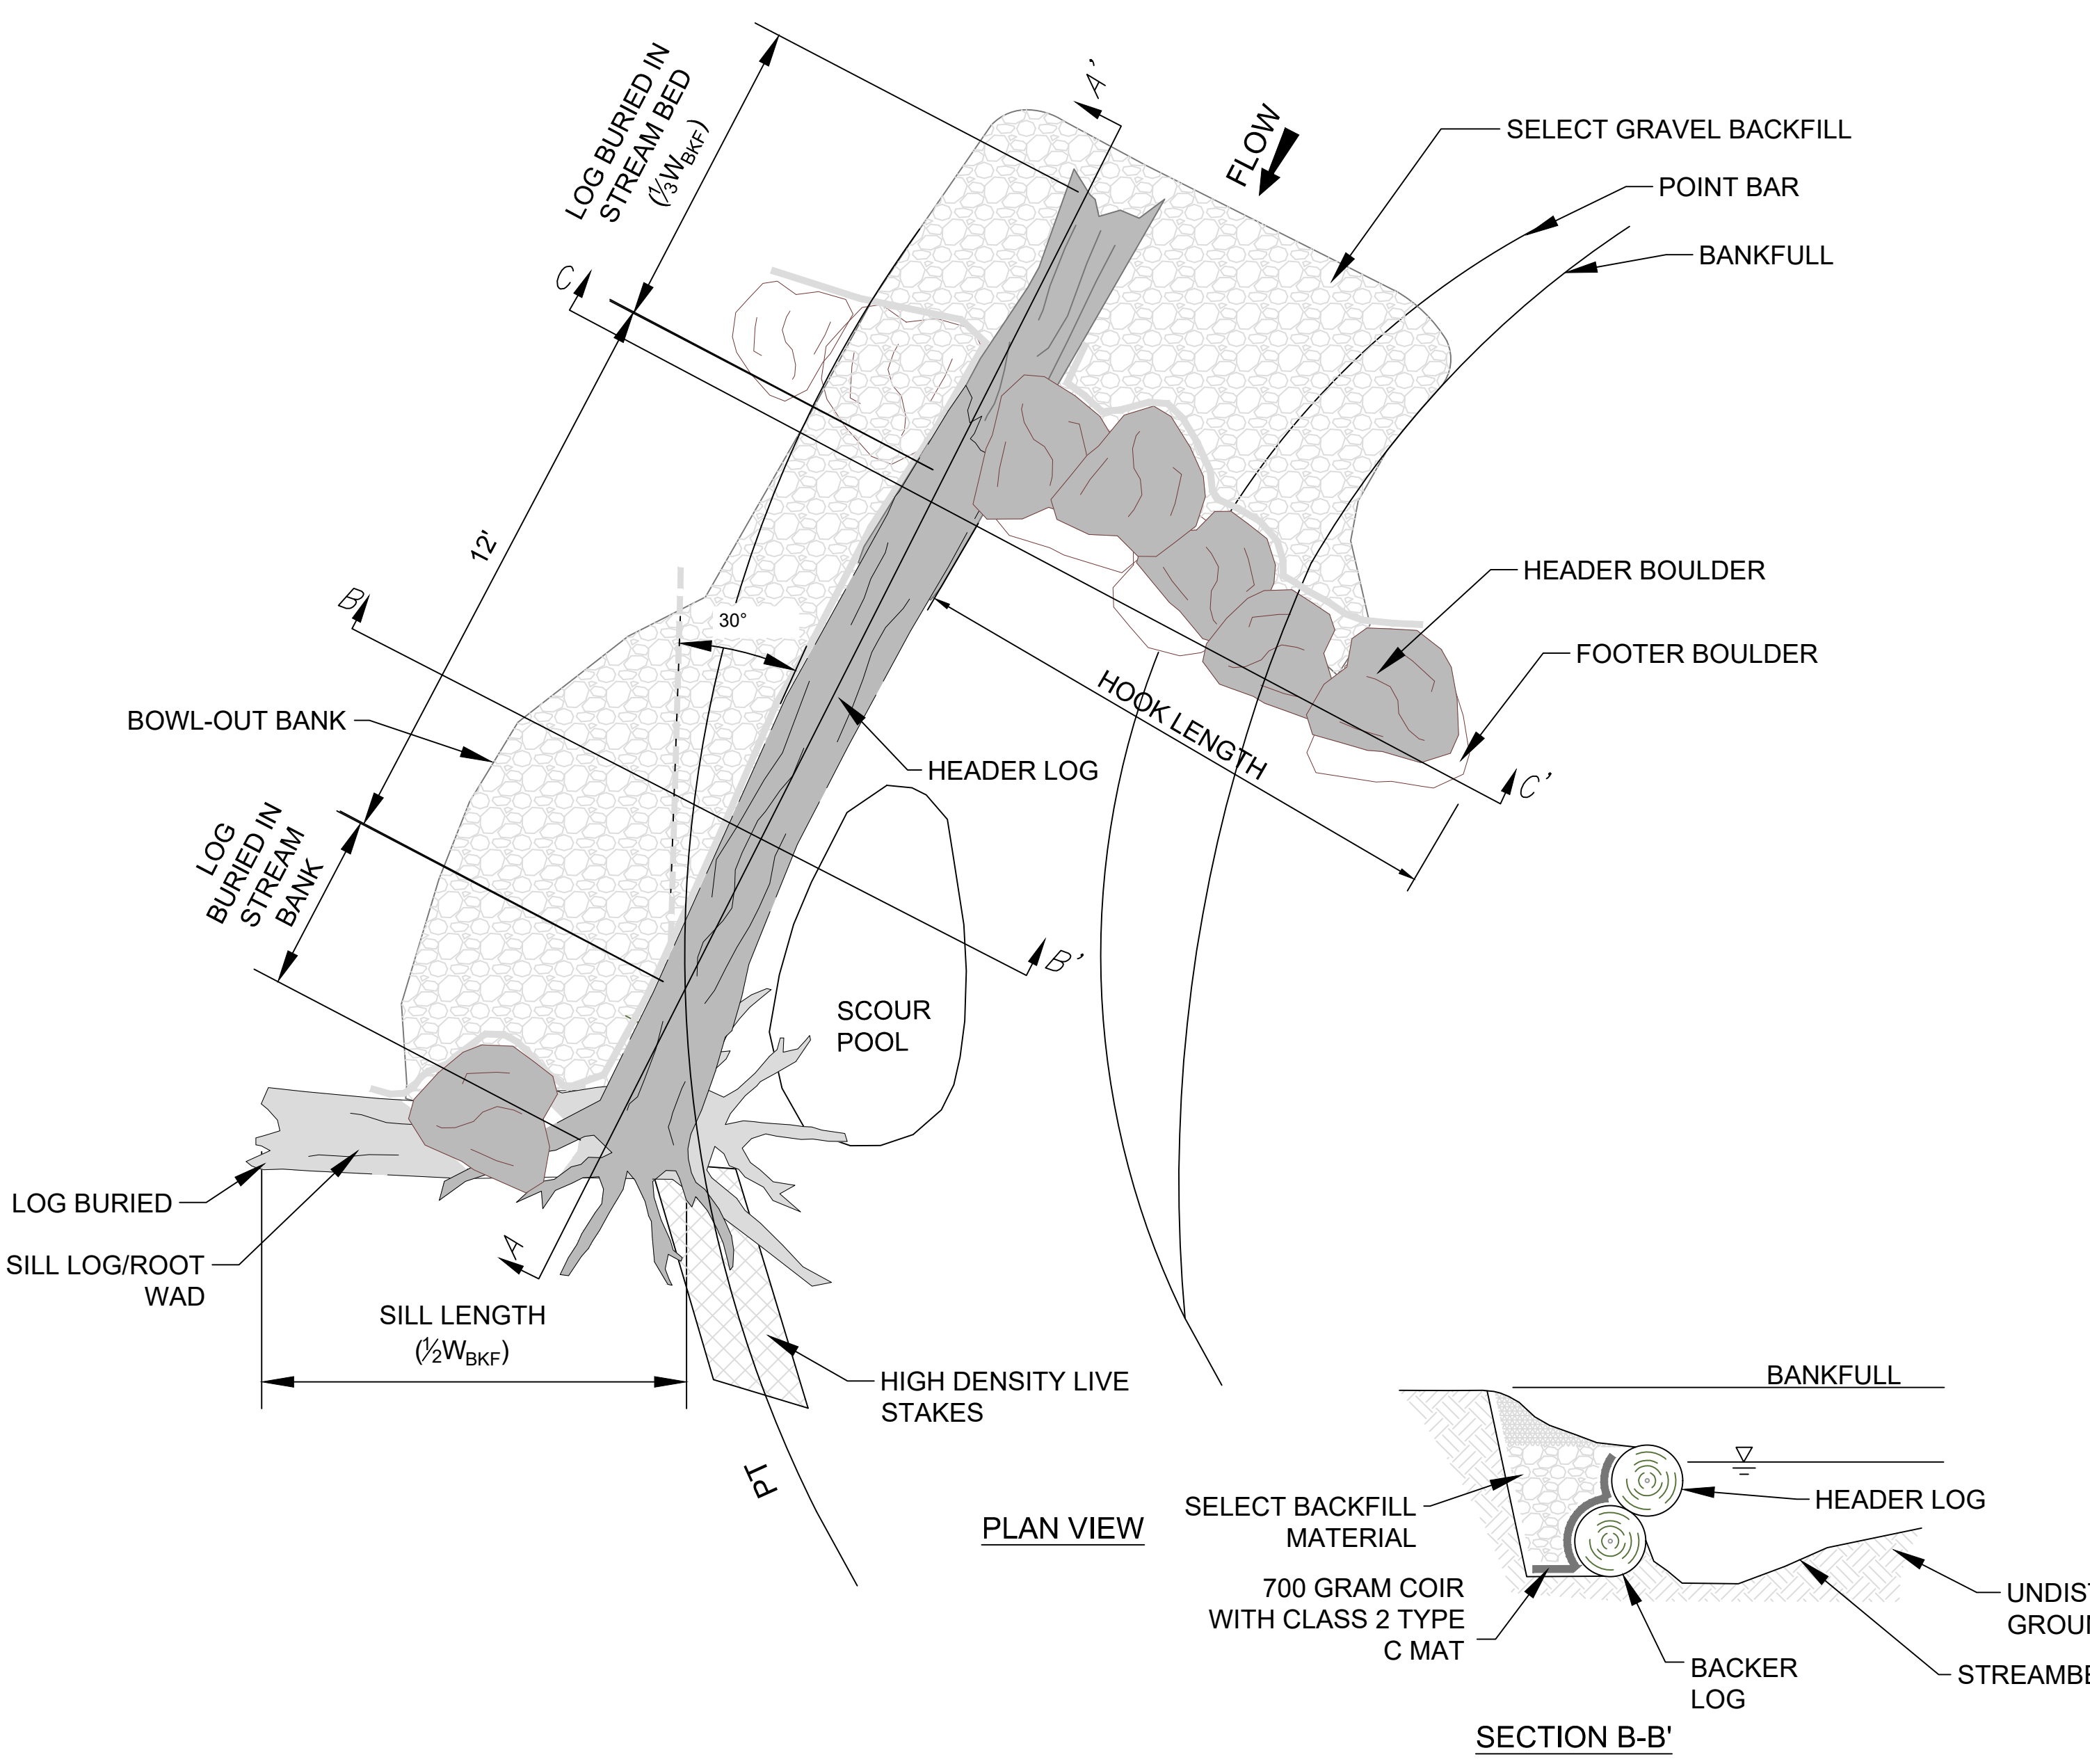 LOG BURIED IN
STREAM BED
(⅓WBKF)
A'
FLOW
SELECT GRAVEL BACKFILL
POINT BAR
BANKFULL
C
12'
B
30°
HEADER BOULDER
FOOTER BOULDER
HOOK LENGTH
BOWL-OUT BANK
HEADER LOG
C'
LOG
BURIED IN
STREAM
BANK
B'
SCOUR
POOL
LOG BURIED
SILL LOG/ROOT
WAD
A
SILL LENGTH
(½WBKF)
HIGH DENSITY LIVE
STAKES
PT
PLAN VIEW
BANKFULL
SELECT BACKFILL
MATERIAL
HEADER LOG
700 GRAM COIR
WITH CLASS 2 TYPE
C MAT
UNDIST
GROUN
BACKER
LOG
STREAMBE
SECTION B-B'